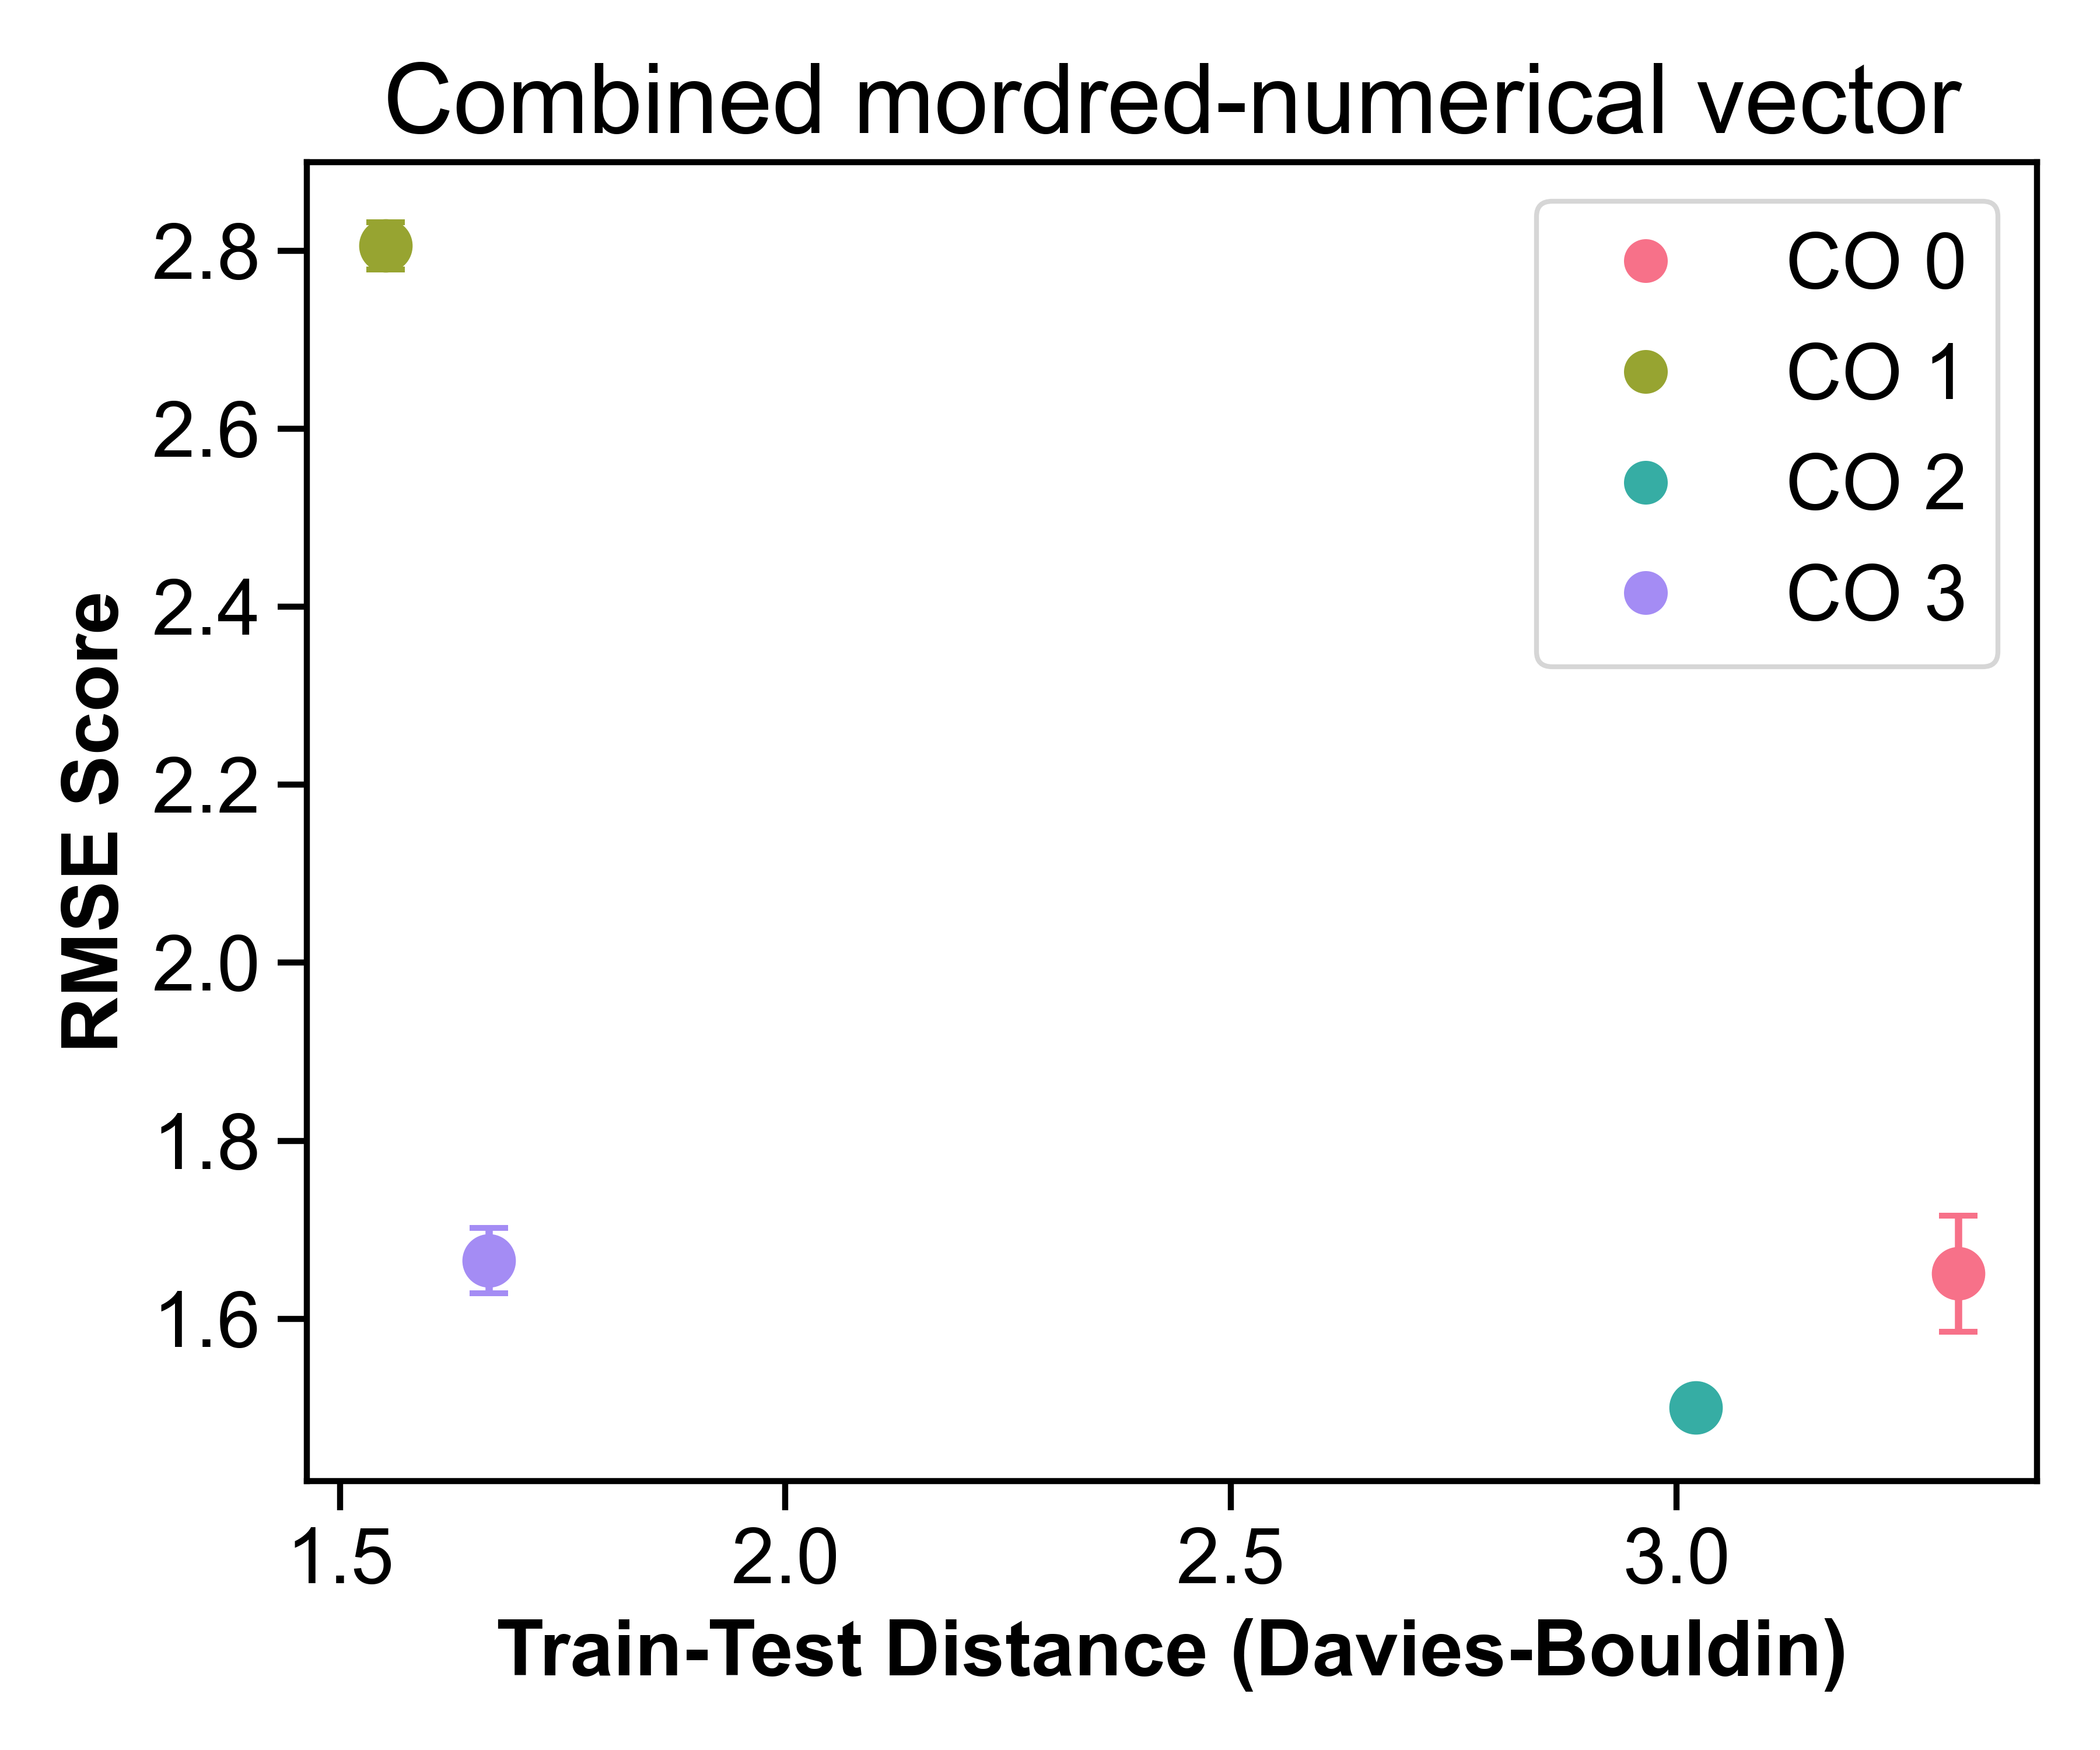 Combined mordred-numerical vector
CO 0
CO 1
CO 2
CO 3
RMSE Score
2.8
2.6
2.4
2.2
2.0
1.8
1.6
1.5
2.0
2.5
3.0
Train-Test Distance (Davies-Bouldin)